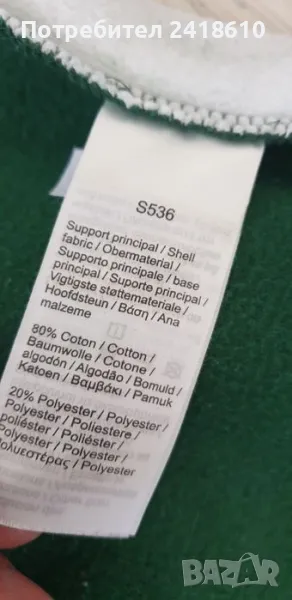 Потребител 2418610
S536
Support principal / Shell
fabric / Obermaterial /
Supporto principale / base
principal / Suporte principal /
Vigtigste støttemateriale /
Hoofdsteun / Βάση / Ana
malzeme
80% Coton / Cotton /
Baumwolle / Cotone /
algodón / Algodão / Bomuld /
Katoen / Βαμβάκι / Pamuk
20% Polyester / Polyester /
Polyester / Poliestere /
poliéster / Poliéster /
Polyester / Polyester /
Πολυεστέρας / Polyester
BAZAR
bg